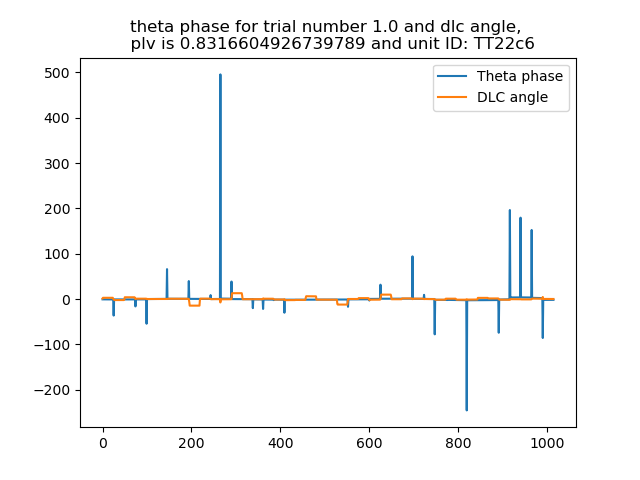 theta phase for trial number 1.0 and dlc angle,
plv is 0.8316604926739789 and unit ID: TT22c6
Theta phase
DLC angle
500
400
300
200
100
0
−100
−200
0 200 400 600 800 1000